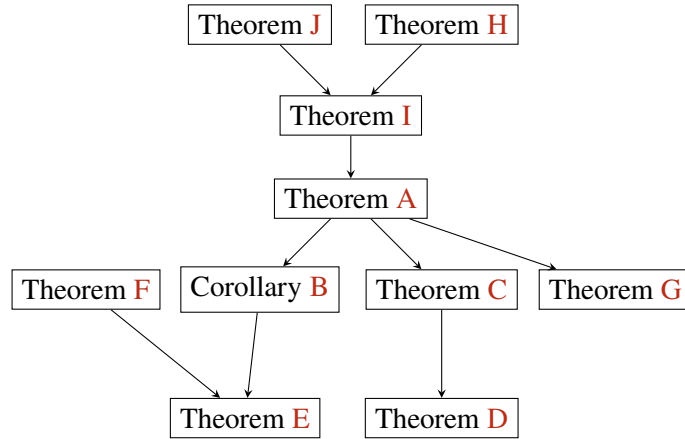 Theorem J
Theorem H
Theorem I
Theorem A
Theorem F
Corollary B
Theorem C
Theorem G
Theorem E
Theorem D